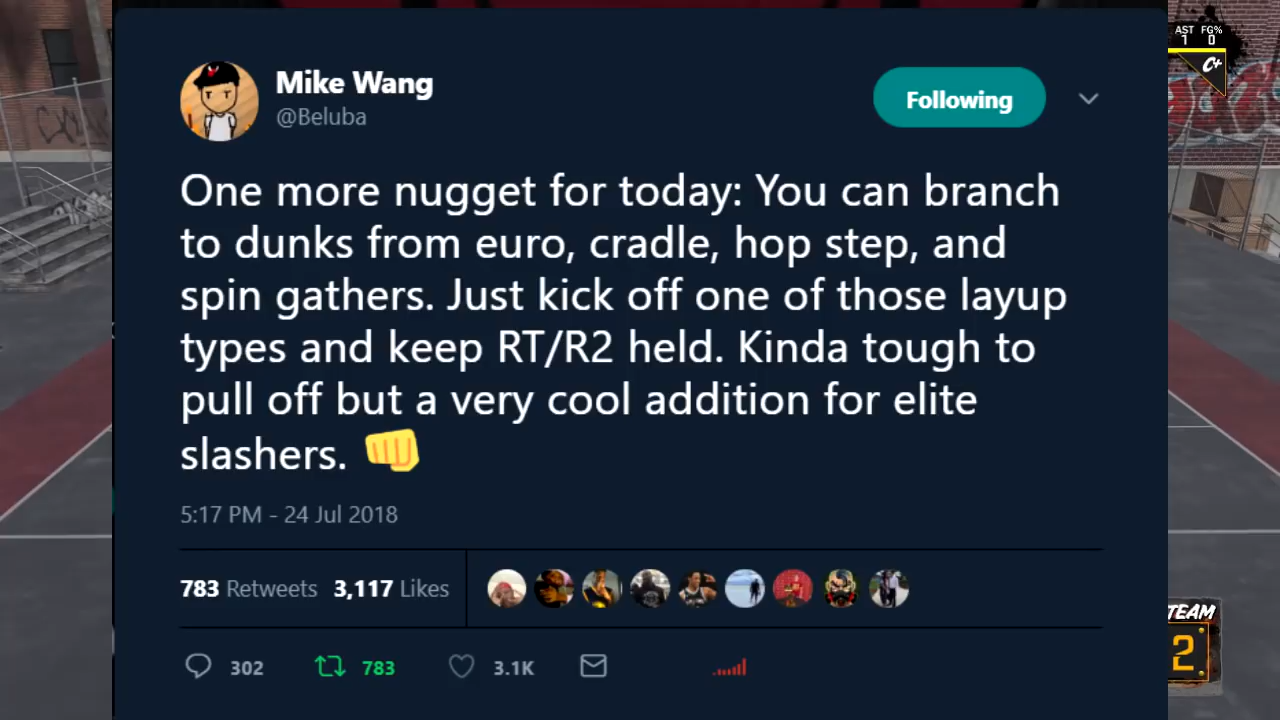 AST FG%
1 0
C+
Mike Wang
@Beluba
Following
One more nugget for today: You can branch
to dunks from euro, cradle, hop step, and
spin gathers. Just kick off one of those layup
types and keep RT/R2 held. Kinda tough to
pull off but a very cool addition for elite
slashers.
5:17 PM - 24 Jul 2018
783 Retweets 3,117 Likes
302 783 3.1K
TEAM
2